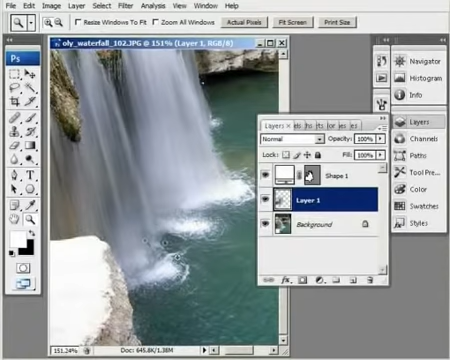 File Edit Image Layer Select Filter Analysis View Window Help
Resize Windows To Fit Zoom All Windows Actual Pixels Fit Screen Print Size
Ps
oly_waterfall_102.JPG @ 151% (Layer 1, RGB/8)
Layers ×
Normal Opacity: 100%
Lock: Fill: 100%
Shape 1
Layer 1
Background
fx
Navigator
Histogram
Info
Layers
Channels
Paths
Tool Pre...
Color
Swatches
Styles
151.24% Doc: 645.8K/1.38M